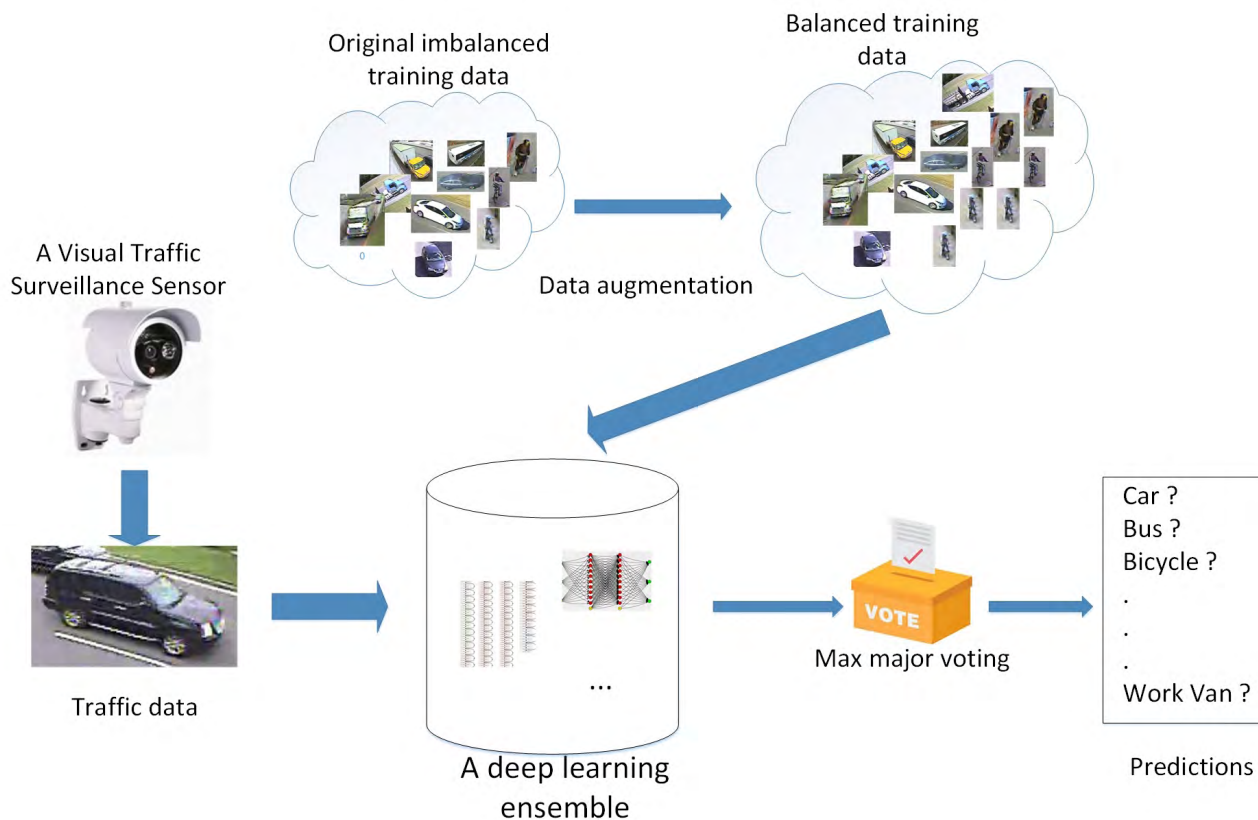 Original imbalanced
training data
Balanced training
data
0
Data augmentation
A Visual Traffic
Surveillance Sensor
Traffic data
...
A deep learning
ensemble
VOTE
Max major voting
Car ?
Bus ?
Bicycle ?
.
.
.
Work Van ?
Predictions